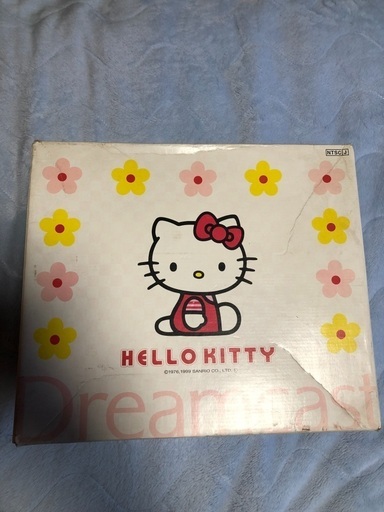 NTSC J
HELLO KITTY
©1976,1999 SANRIO CO., LTD.
Dreamcast